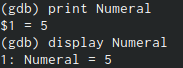 (gdb) print Numeral
$1 = 5
(gdb) display Numeral
1: Numeral = 5